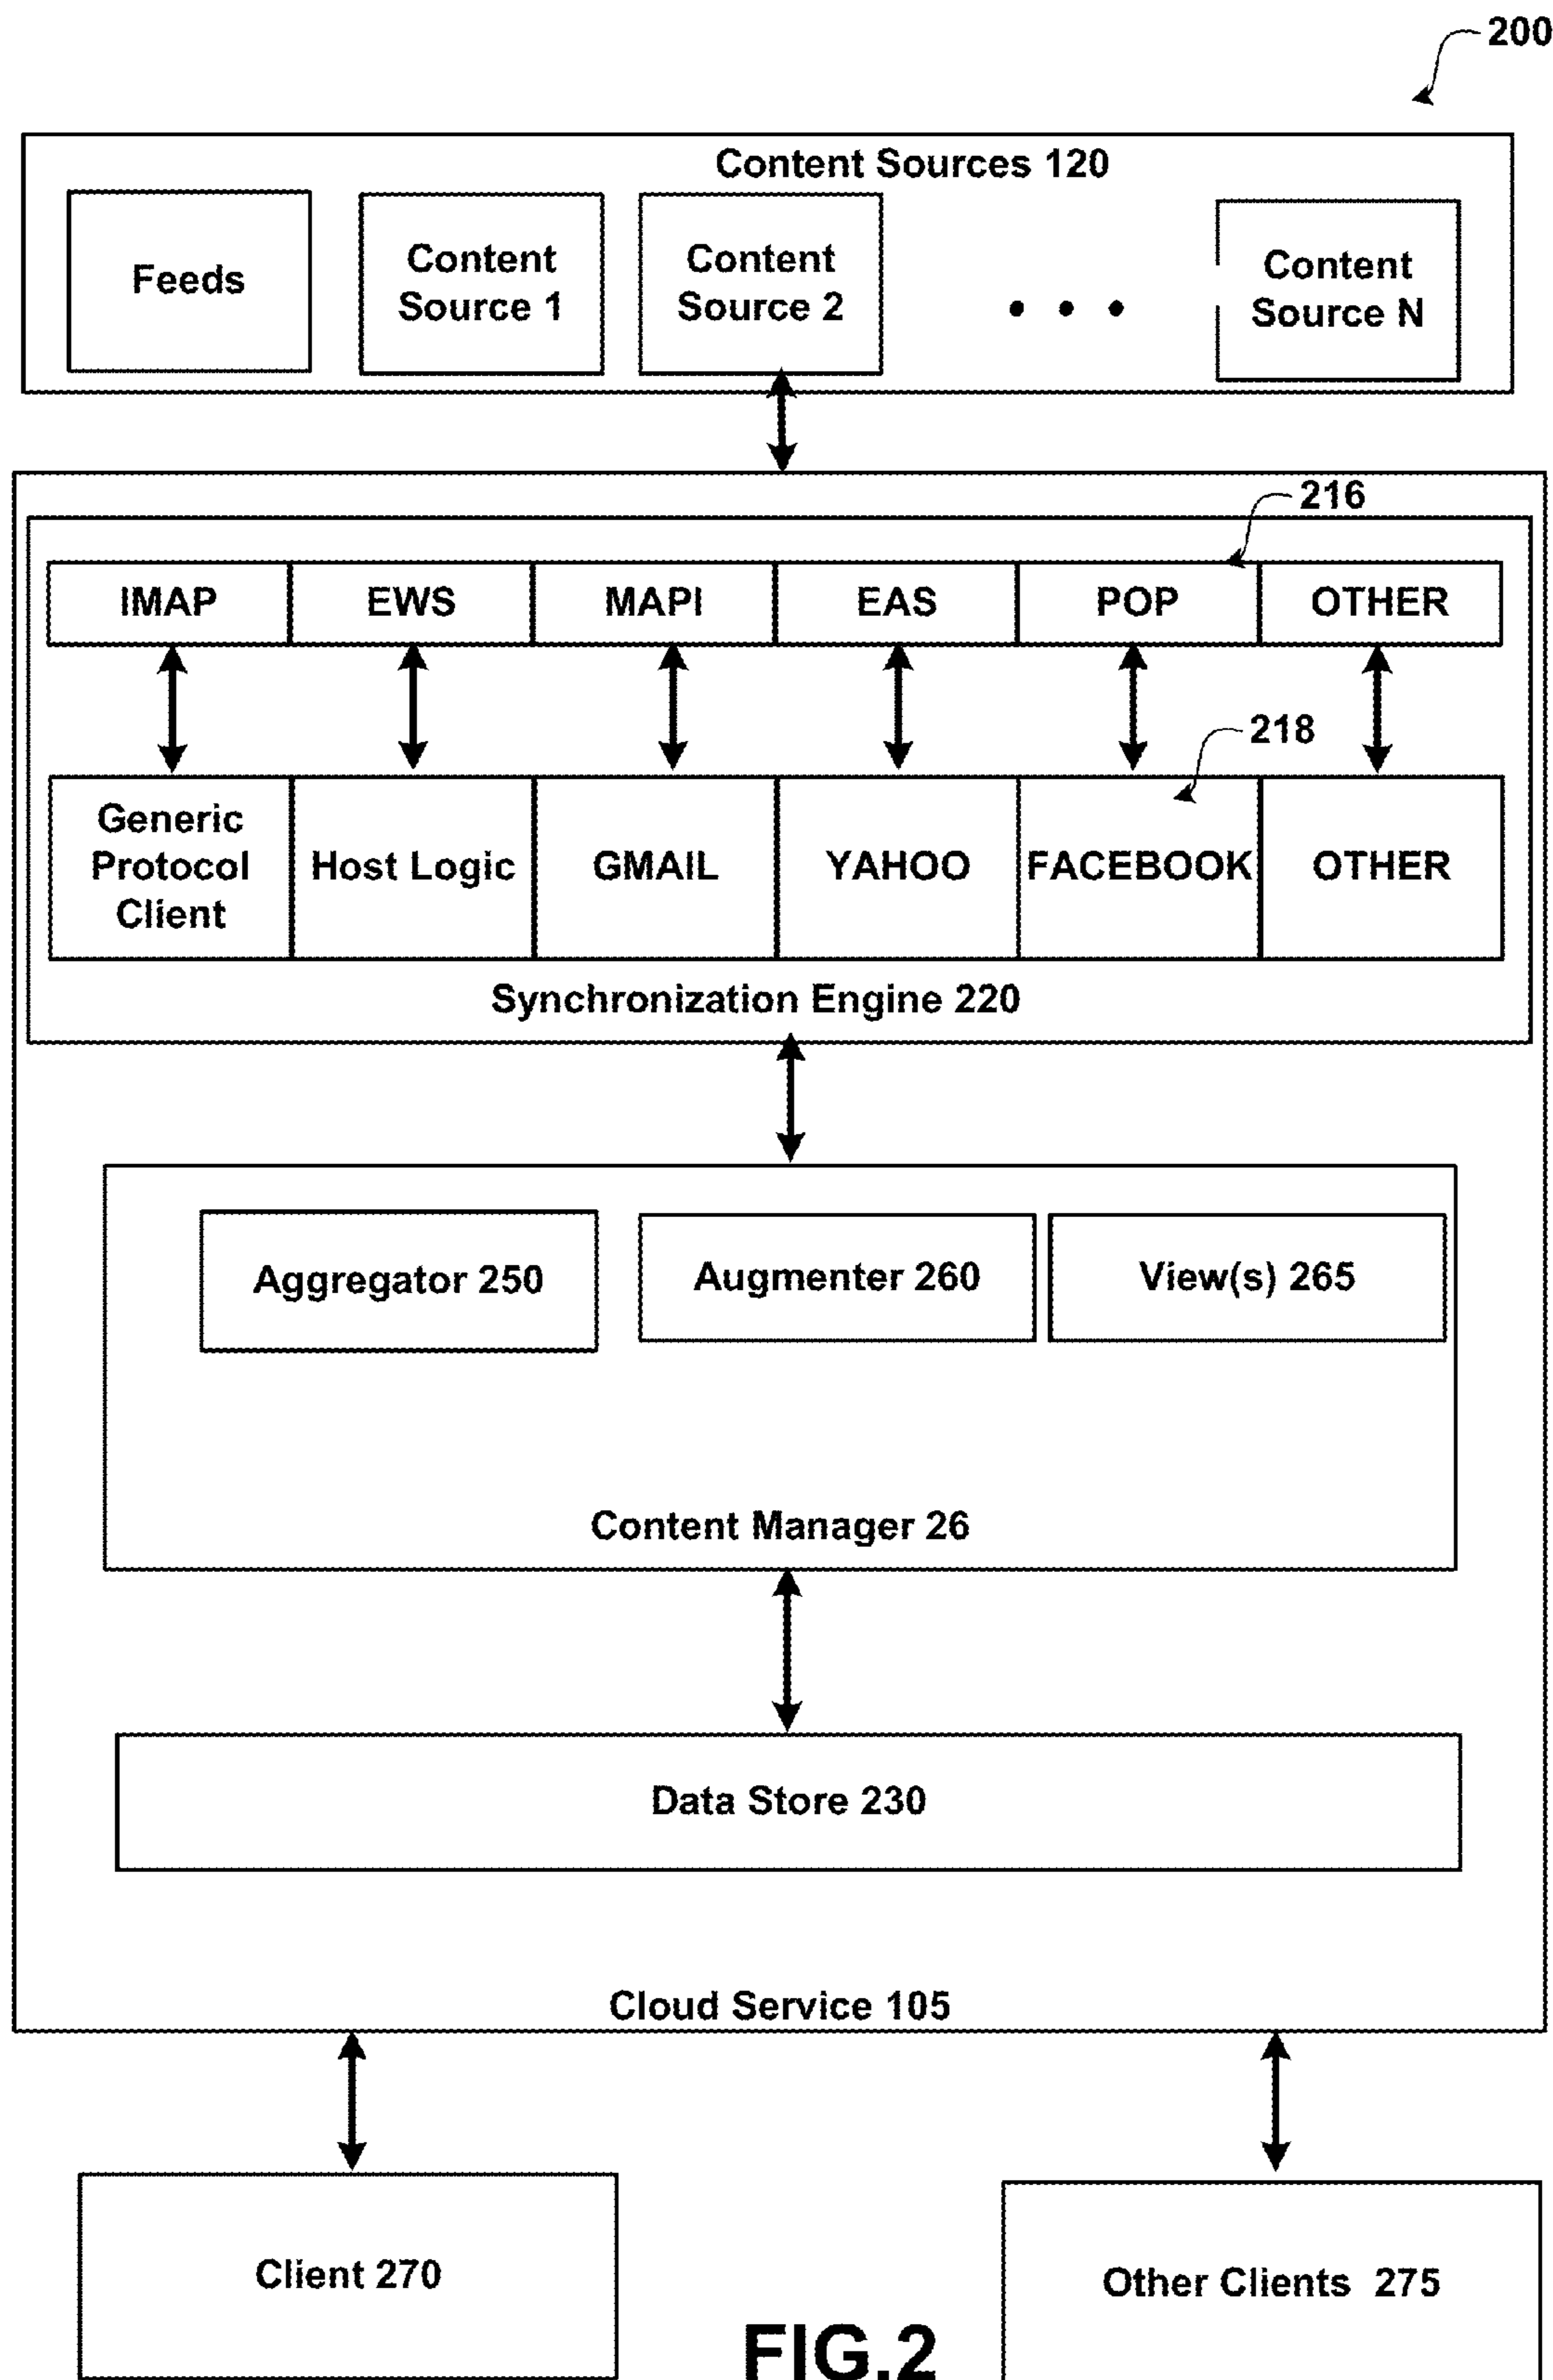 200
Content Sources 120
Feeds
Content
Source 1
Content
Source 2
• • •
Content
Source N
216
IMAP
EWS
MAPI
EAS
POP
OTHER
218
Generic
Protocol
Client
Host Logic
GMAIL
YAHOO
FACEBOOK
OTHER
Synchronization Engine 220
Aggregator 250
Augmenter 260
View(s) 265
Content Manager 26
Data Store 230
Cloud Service 105
Client 270
Other Clients 275
FIG.2